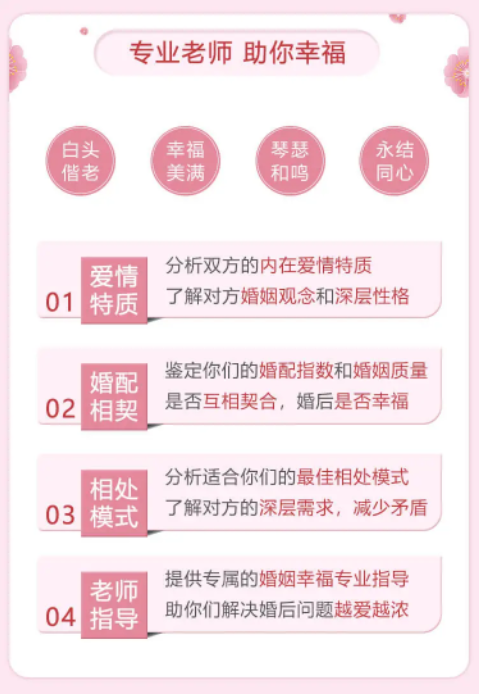 专业老师 助你幸福
白头
偕老
幸福
美满
琴瑟
和鸣
永结
同心
01
爱情
特质
分析双方的内在爱情特质
了解对方婚姻观念和深层性格
02
婚配
相契
鉴定你们的婚配指数和婚姻质量
是否互相契合，婚后是否幸福
03
相处
模式
分析适合你们的最佳相处模式
了解对方的深层需求，减少矛盾
04
老师
指导
提供专属的婚姻幸福专业指导
助你们解决婚后问题越爱越浓